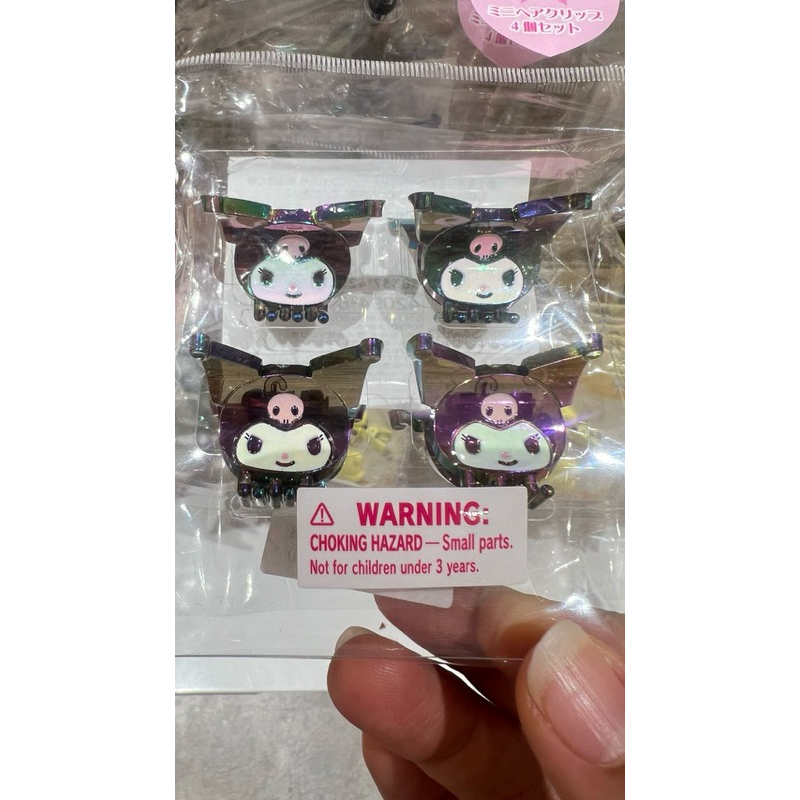 ミニヘアクリップ
4個セット
WARNING:
CHOKING HAZARD — Small parts.
Not for children under 3 years.